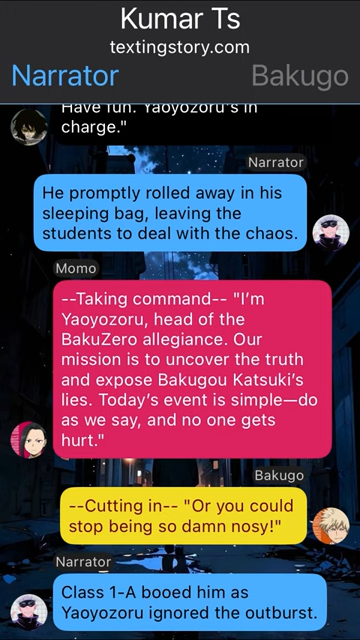 Kumar Ts
textingstory.com
Narrator
Bakugo
Have fun. Yaoyozoru's in
charge."
Narrator
He promptly rolled away in his
sleeping bag, leaving the
students to deal with the chaos.
Momo
--Taking command-- "I'm
Yaoyozoru, head of the
BakuZero allegiance. Our
mission is to uncover the truth
and expose Bakugou Katsuki's
lies. Today's event is simple—do
as we say, and no one gets
hurt."
Bakugo
--Cutting in-- "Or you could
stop being so damn nosy!"
Narrator
Class 1-A booed him as
Yaoyozoru ignored the outburst.